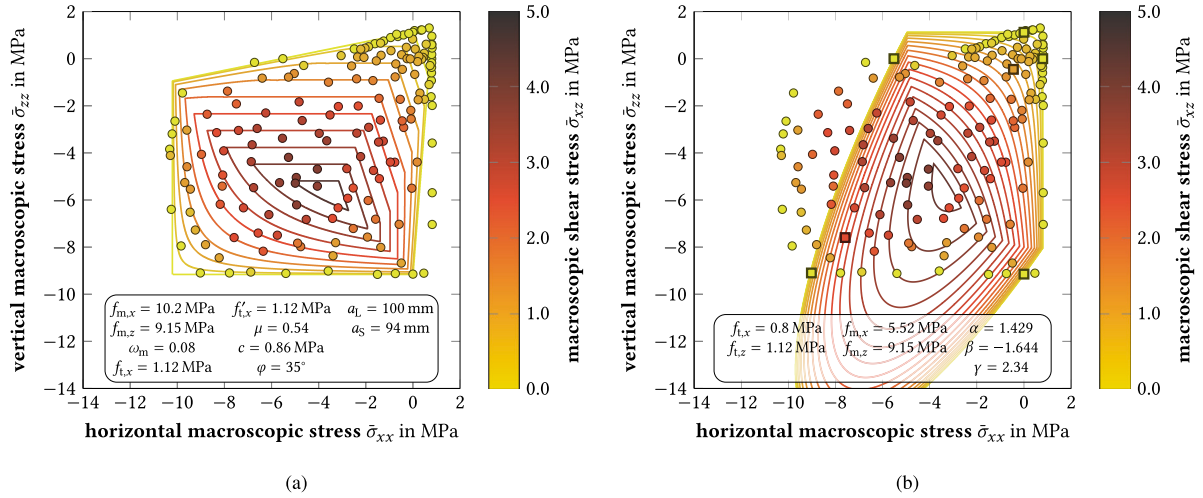 2
0
−2
−4
−6
−8
−10
−12
−14
−14 −12 −10 −8 −6 −4 −2 0 2
vertical macroscopic stress σ̄zz in MPa
horizontal macroscopic stress σ̄xx in MPa
fm,x = 10.2 MPa f′t,x = 1.12 MPa aL = 100 mm
fm,z = 9.15 MPa μ = 0.54 aS = 94 mm
ωm = 0.08 c = 0.86 MPa
ft,x = 1.12 MPa φ = 35°
5.0
4.0
3.0
2.0
1.0
0.0
macroscopic shear stress σ̄xz in MPa
(a)
2
0
−2
−4
−6
−8
−10
−12
−14
−14 −12 −10 −8 −6 −4 −2 0 2
vertical macroscopic stress σ̄zz in MPa
horizontal macroscopic stress σ̄xx in MPa
ft,x = 0.8 MPa fm,x = 5.52 MPa α = 1.429
ft,z = 1.12 MPa fm,z = 9.15 MPa β = −1.644
γ = 2.34
5.0
4.0
3.0
2.0
1.0
0.0
macroscopic shear stress σ̄xz in MPa
(b)